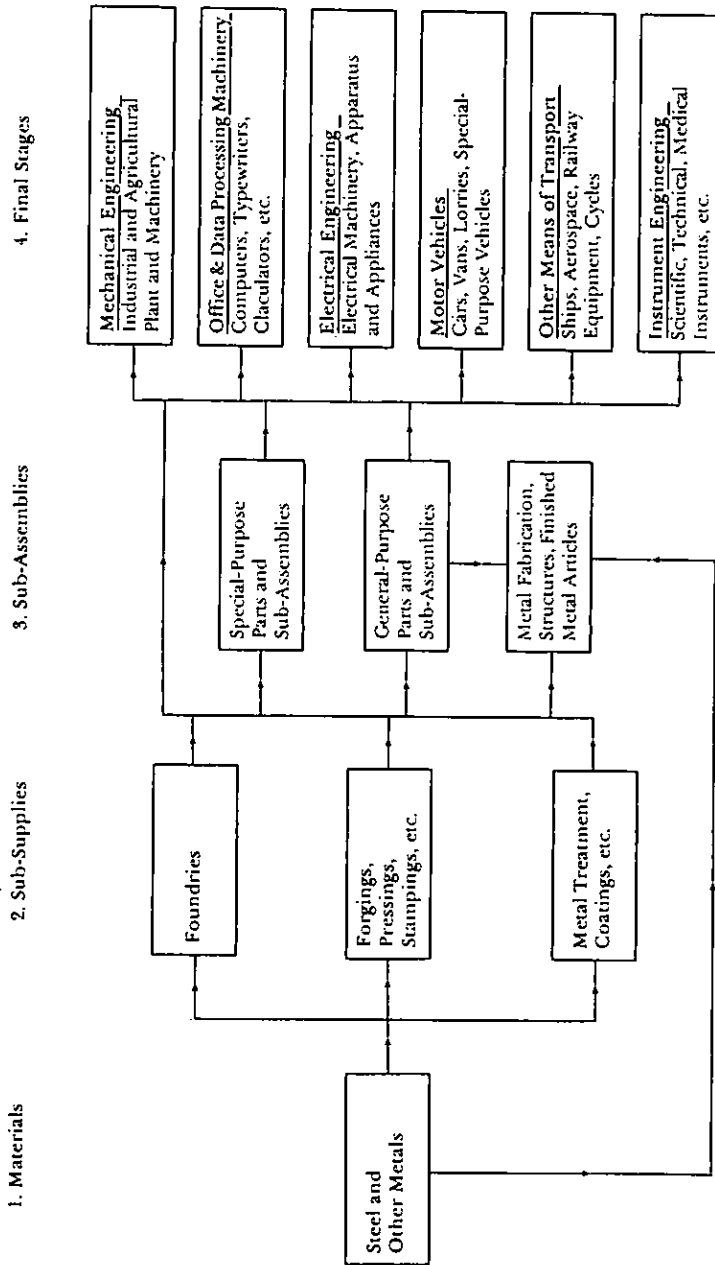 1. Materials
2. Sub-Supplies
3. Sub-Assemblies
4. Final Stages
Steel and
Other Metals
Foundries
Forgings,
Pressings,
Stampings, etc.
Metal Treatment,
Coatings, etc.
Special-Purpose
Parts and
Sub-Assemblies
General-Purpose
Parts and
Sub-Assemblies
Metal Fabrication,
Structures, Finished
Metal Articles
Mechanical Engineering
Industrial and Agricultural
Plant and Machinery
Office & Data Processing Machinery
Computers, Typewriters,
Claculators, etc.
Electrical Engineering
Electrical Machinery, Apparatus
and Appliances
Motor Vehicles
Cars, Vans, Lorries, Special-
Purpose Vehicles
Other Means of Transport
Ships, Aerospace, Railway
Equipment, Cycles
Instrument Engineering
Scientific, Technical, Medical
Instruments, etc.